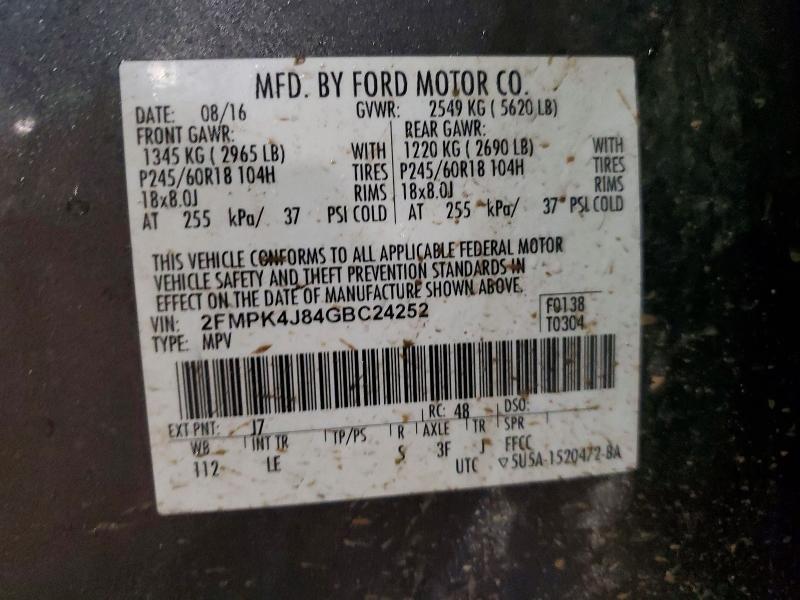 MFD. BY FORD MOTOR CO.
DATE: 08/16 GVWR: 2549 KG ( 5620 LB)
FRONT GAWR: REAR GAWR:
1345 KG ( 2965 LB) WITH 1220 KG ( 2690 LB) WITH
P245/60R18 104H TIRES P245/60R18 104H TIRES
18x8.0J RIMS 18x8.0J RIMS
AT 255 kPa/ 37 PSI COLD AT 255 kPa/ 37 PSI COLD
THIS VEHICLE CONFORMS TO ALL APPLICABLE FEDERAL MOTOR
VEHICLE SAFETY AND THEFT PREVENTION STANDARDS IN
EFFECT ON THE DATE OF MANUFACTURE SHOWN ABOVE.
VIN: 2FMPK4J84GBC24252 F0138
TYPE: MPV T0304
EXT PNT: J7 RC: 48 DSO:
WB INT TR TP/PS R AXLE TR SPR
112 LE S 3F J FFCC
UTC ▽5U5A-1520472-BA